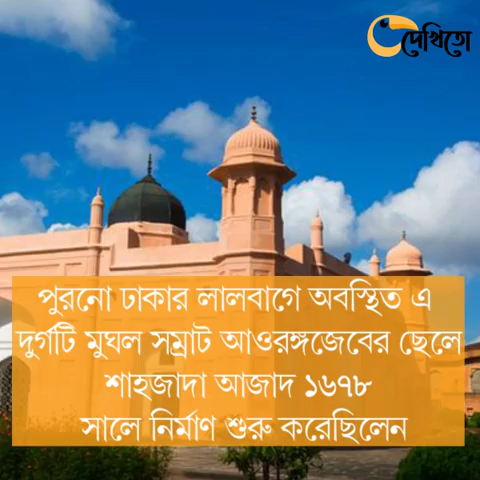 দেখিতো
পুরনো ঢাকার লালবাগে অবস্থিত এ
দুর্গটি মুঘল সম্রাট আওরঙ্গজেবের ছেলে
শাহজাদা আজাদ ১৬৭৮
সালে নির্মাণ শুরু করেছিলেন